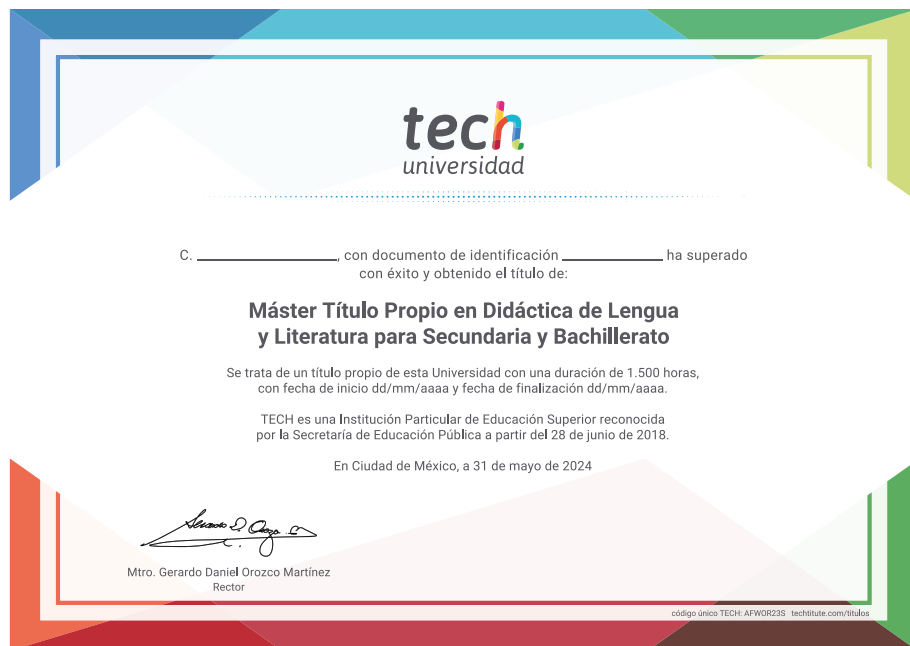 tech
universidad
C. ____________, con documento de identificación ____________ ha superado
con éxito y obtenido el título de:
Máster Título Propio en Didáctica de Lengua
y Literatura para Secundaria y Bachillerato
Se trata de un título propio de esta Universidad con una duración de 1.500 horas,
con fecha de inicio dd/mm/aaaa y fecha de finalización dd/mm/aaaa.
TECH es una Institución Particular de Educación Superior reconocida
por la Secretaría de Educación Pública a partir del 28 de junio de 2018.
En Ciudad de México, a 31 de mayo de 2024
Mtro. Gerardo Daniel Orozco Martínez
Rector
código único TECH: AFWOR23S techtitute.com/titulos